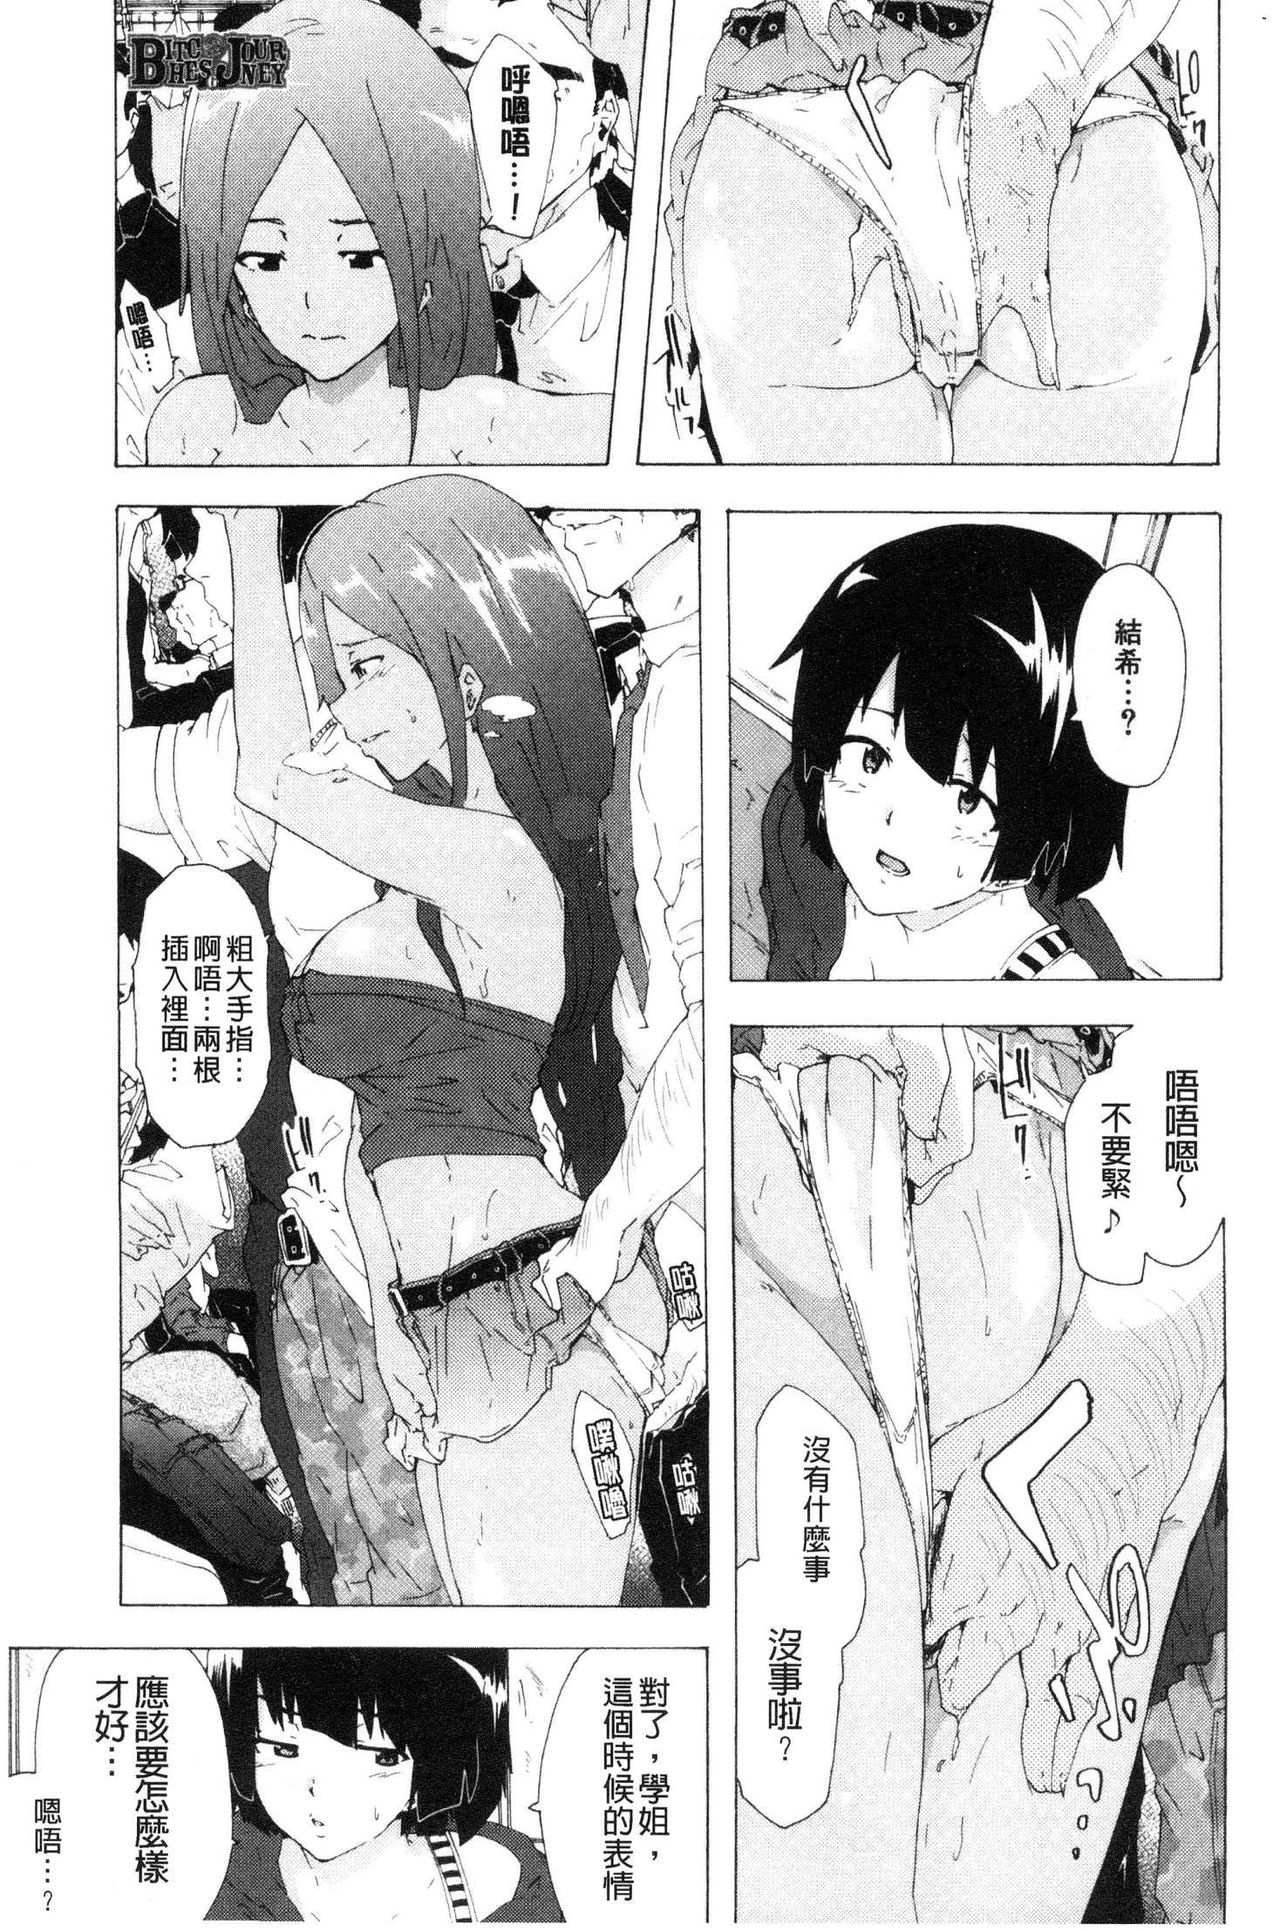 BITCHES JOURNEY
呼嗯唔…！
嗯唔…
結希…？
唔唔嗯～
不要緊♪
沒有什麼事
沒事啦？
粗大手指…
啊唔…兩根
插入裡面…
咕啾
咕啾
噗啾嚕
對了，學姐，
這個時候的表情
應該要怎麼樣
才好…
嗯唔…？